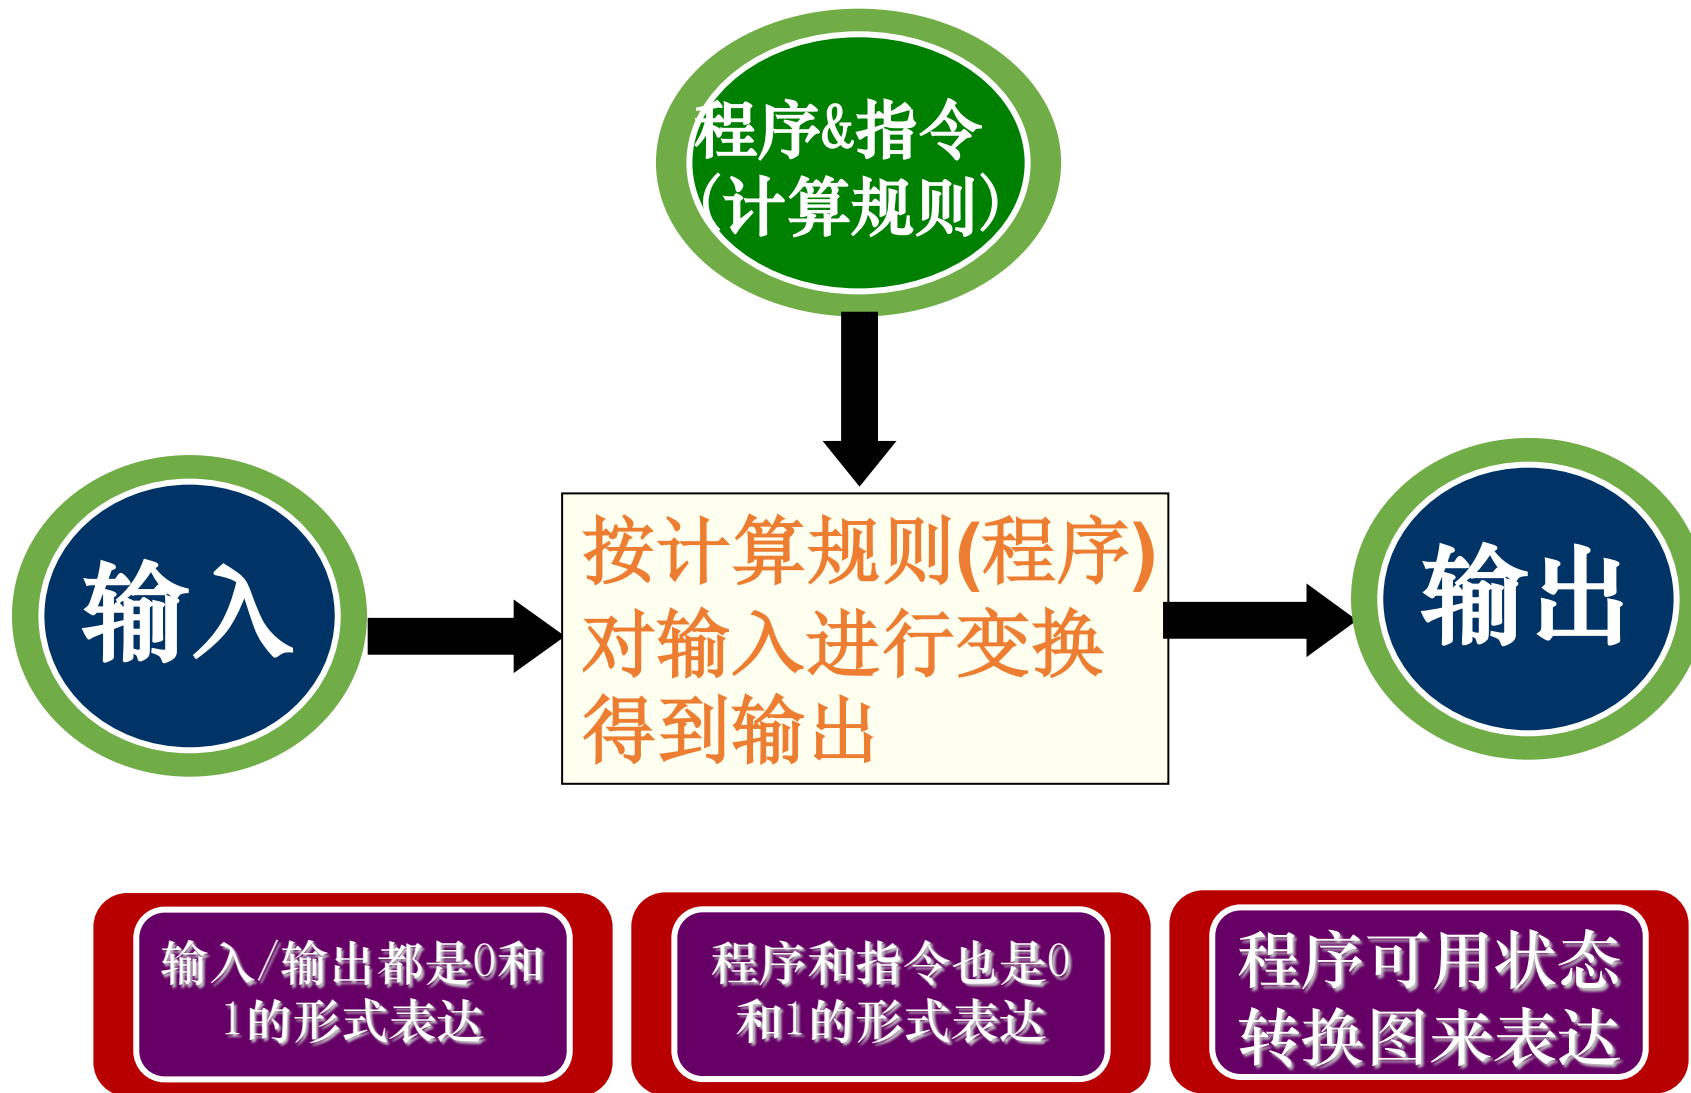 程序&指令
(计算规则)
输入
按计算规则(程序)
对输入进行变换
得到输出
输出
输入/输出都是0和
1的形式表达
程序和指令也是0
和1的形式表达
程序可用状态
转换图来表达